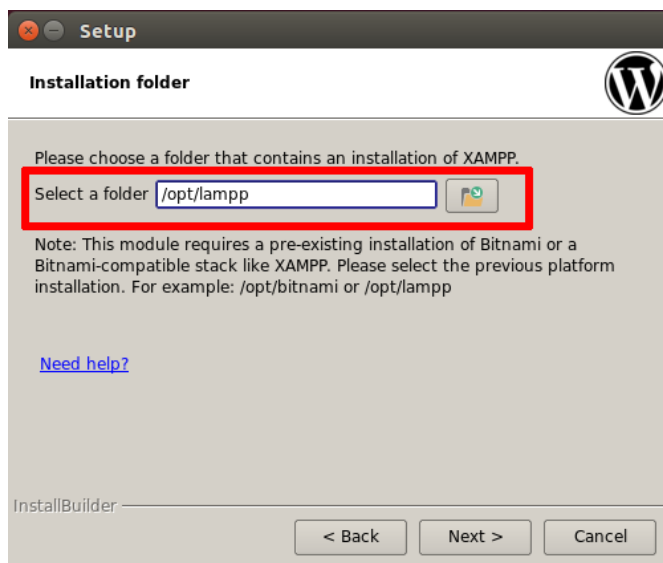 Setup
Installation folder
Please choose a folder that contains an installation of XAMPP.
Select a folder /opt/lampp
Note: This module requires a pre-existing installation of Bitnami or a
Bitnami-compatible stack like XAMPP. Please select the previous platform
installation. For example: /opt/bitnami or /opt/lampp
Need help?
InstallBuilder
< Back Next > Cancel